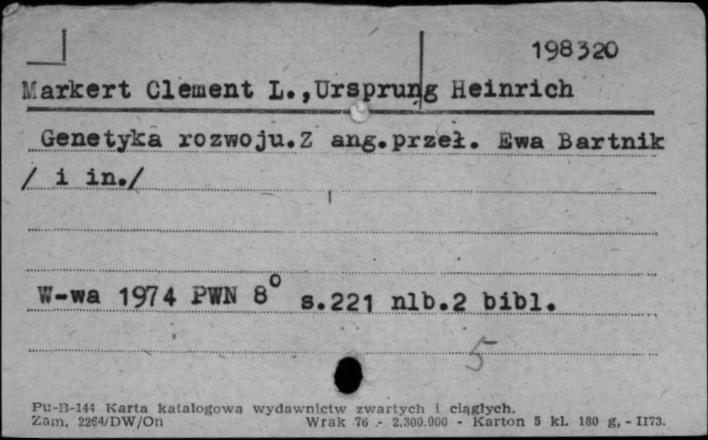 198320
Markert Clement L.,Ursprung Heinrich
Genetyka rozwoju.Z ang.przeł. Ewa Bartnik
/ i in./
W-wa 1974 PWN 8° s.221 nlb.2 bibl.
5
Pu-B-144 Karta katalogowa wydawnictw zwartych i ciągłych.
Zam. 2264/DW/On Wrak 76 - 2.300.000 - Karton 5 kl. 180 g, - II73.